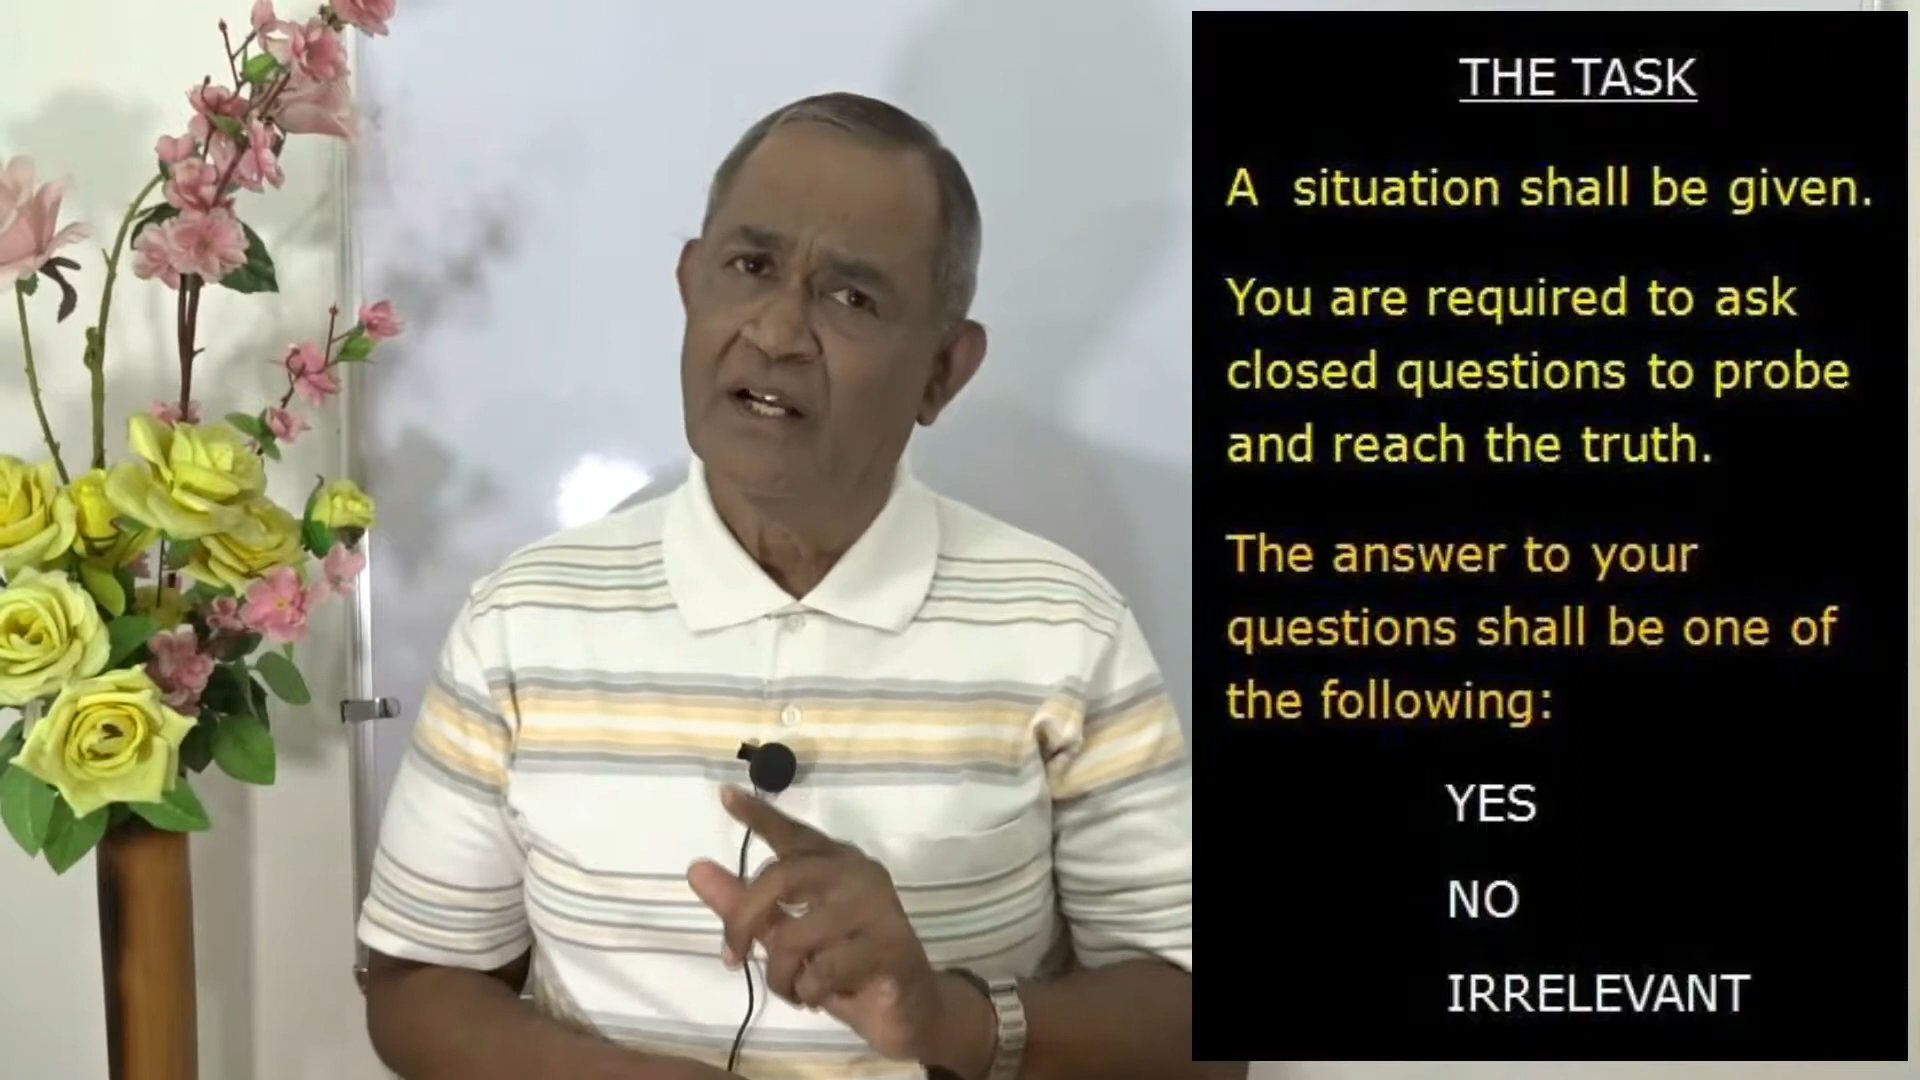 THE TASK
A situation shall be given.
You are required to ask
closed questions to probe
and reach the truth.
The answer to your
questions shall be one of
the following:
YES
NO
IRRELEVANT